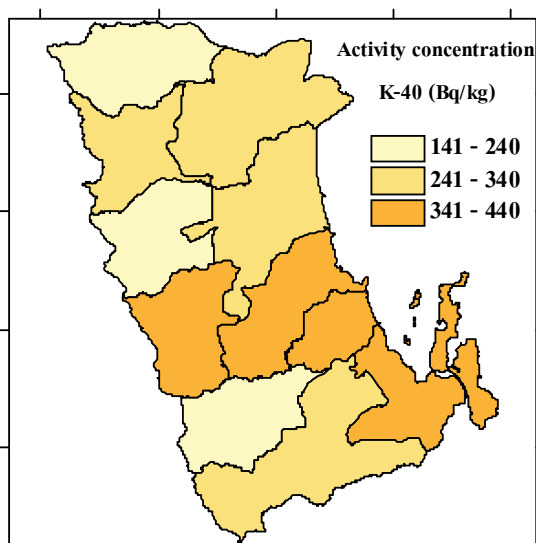 Activity concentration
K-40 (Bq/kg)
141 - 240
241 - 340
341 - 440